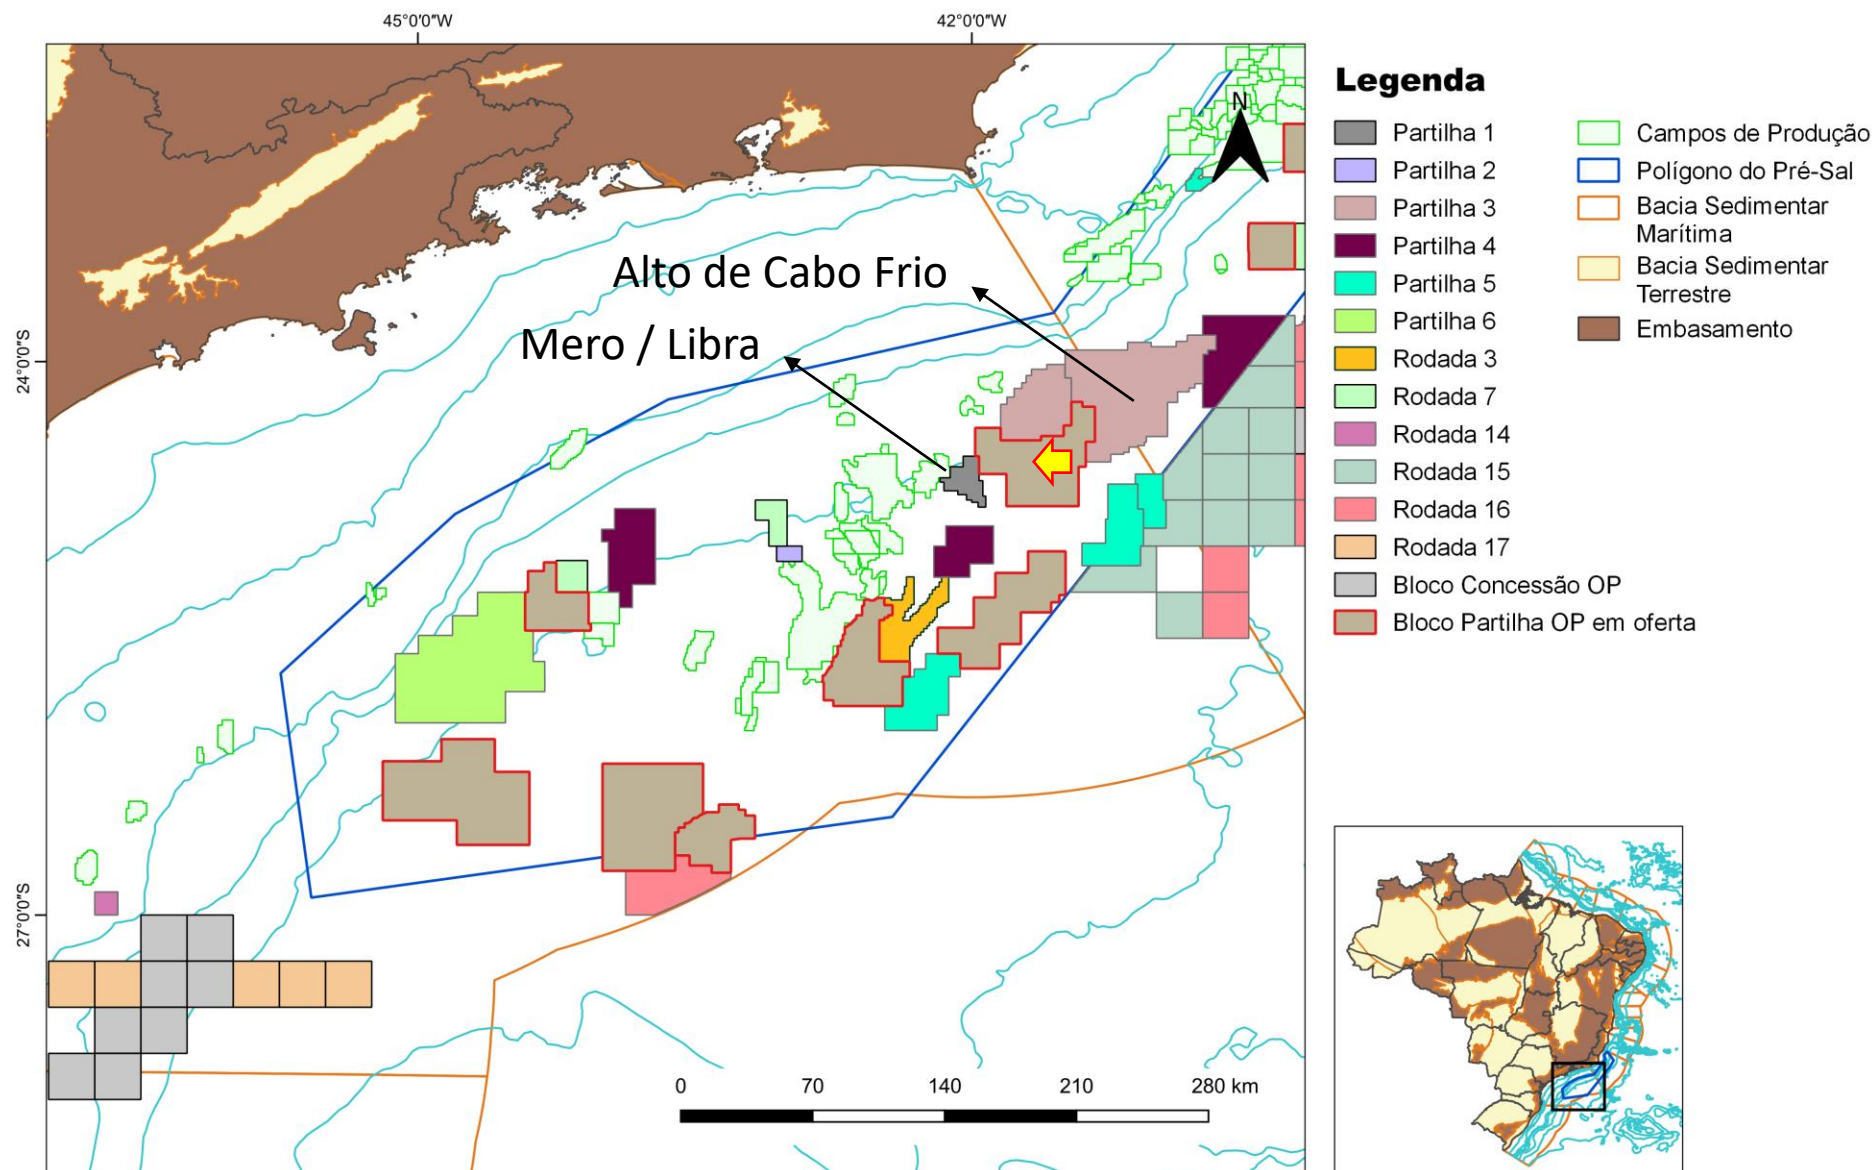 45°0'0"W
42°0'0"W
24°0'0"S
27°0'0"S
N
Alto de Cabo Frio
Mero / Libra
0 70 140 210 280 km
Legenda
Partilha 1
Partilha 2
Partilha 3
Partilha 4
Partilha 5
Partilha 6
Rodada 3
Rodada 7
Rodada 14
Rodada 15
Rodada 16
Rodada 17
Bloco Concessão OP
Bloco Partilha OP em oferta
Campos de Produção
Polígono do Pré-Sal
Bacia Sedimentar
Marítima
Bacia Sedimentar
Terrestre
Embasamento